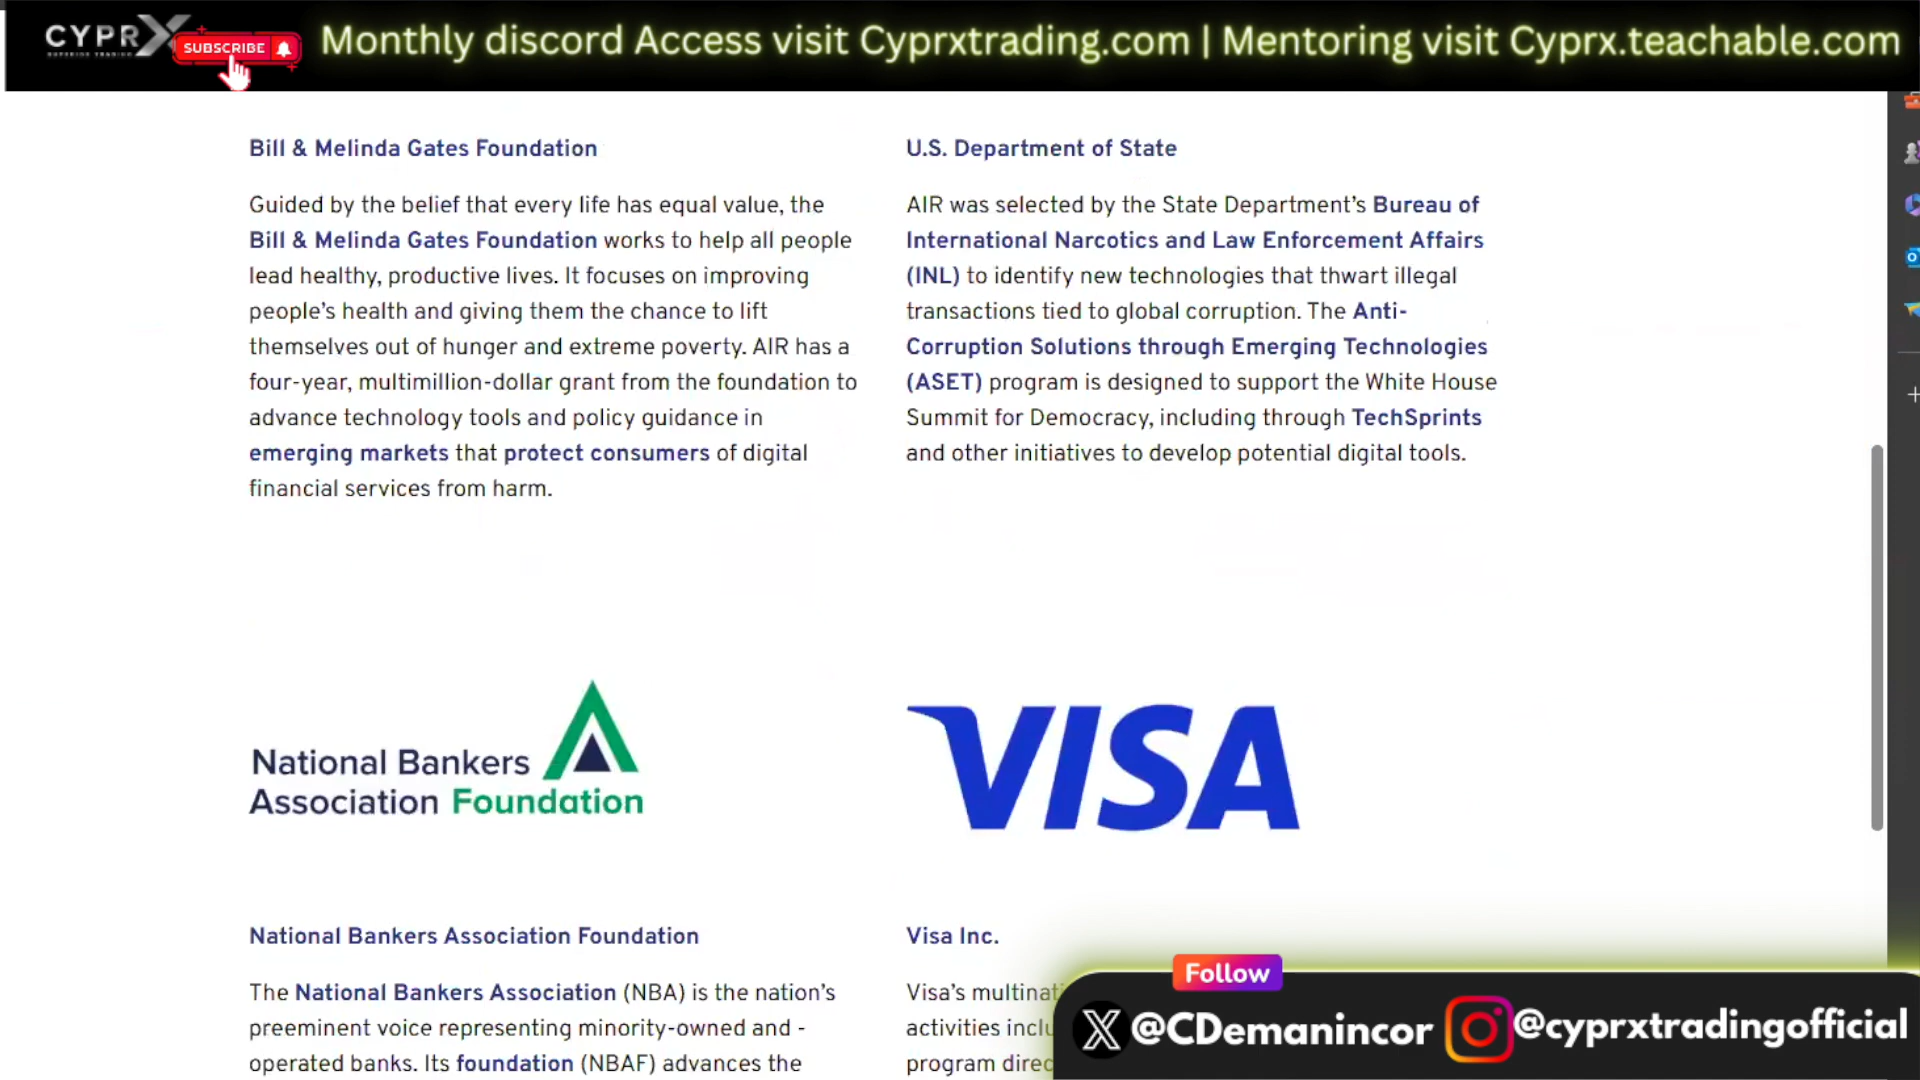 CYPRX
SUBSCRIBE
Monthly discord Access visit Cyprxtrading.com | Mentoring visit Cyprx.teachable.com
Bill & Melinda Gates Foundation
Guided by the belief that every life has equal value, the
Bill & Melinda Gates Foundation works to help all people
lead healthy, productive lives. It focuses on improving
people’s health and giving them the chance to lift
themselves out of hunger and extreme poverty. AIR has a
four-year, multimillion-dollar grant from the foundation to
advance technology tools and policy guidance in
emerging markets that protect consumers of digital
financial services from harm.
U.S. Department of State
AIR was selected by the State Department’s Bureau of
International Narcotics and Law Enforcement Affairs
(INL) to identify new technologies that thwart illegal
transactions tied to global corruption. The Anti-
Corruption Solutions through Emerging Technologies
(ASET) program is designed to support the White House
Summit for Democracy, including through TechSprints
and other initiatives to develop potential digital tools.
National Bankers
Association Foundation
VISA
National Bankers Association Foundation
The National Bankers Association (NBA) is the nation’s
preeminent voice representing minority-owned and -
operated banks. Its foundation (NBAF) advances the
Visa Inc.
Visa’s
activities
program
Follow
@CDemanincor
@cyprxtradingofficial